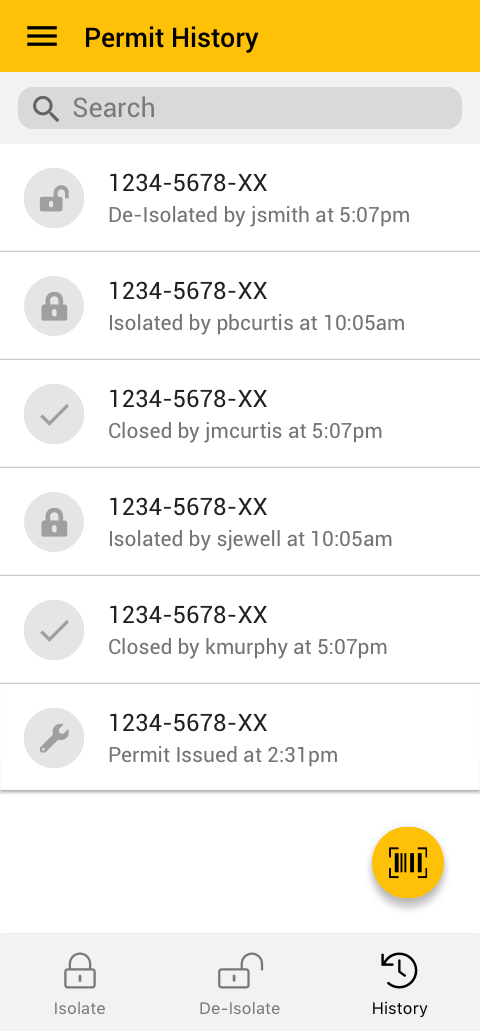 Permit History
Search
1234-5678-XX
De-Isolated by jsmith at 5:07pm
1234-5678-XX
Isolated by pbcurtis at 10:05am
1234-5678-XX
Closed by jmcurtis at 5:07pm
1234-5678-XX
Isolated by sjewell at 10:05am
1234-5678-XX
Closed by kmurphy at 5:07pm
1234-5678-XX
Permit Issued at 2:31pm
Isolate
De-Isolate
History